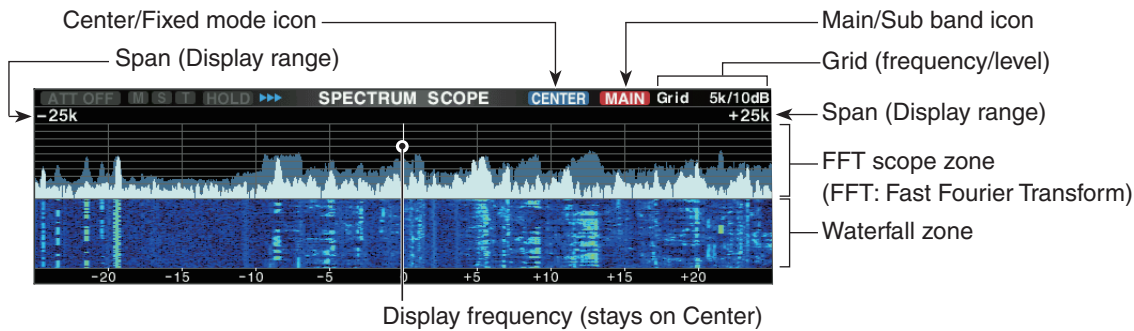 Center/Fixed mode icon
Main/Sub band icon
Span (Display range)
Grid (frequency/level)
ATT OFF M S T HOLD SPECTRUM SCOPE CENTER MAIN Grid 5k/10dB
−25k +25k
Span (Display range)
FFT scope zone
(FFT: Fast Fourier Transform)
Waterfall zone
−20 −15 −10 −5 0 +5 +10 +15 +20
Display frequency (stays on Center)